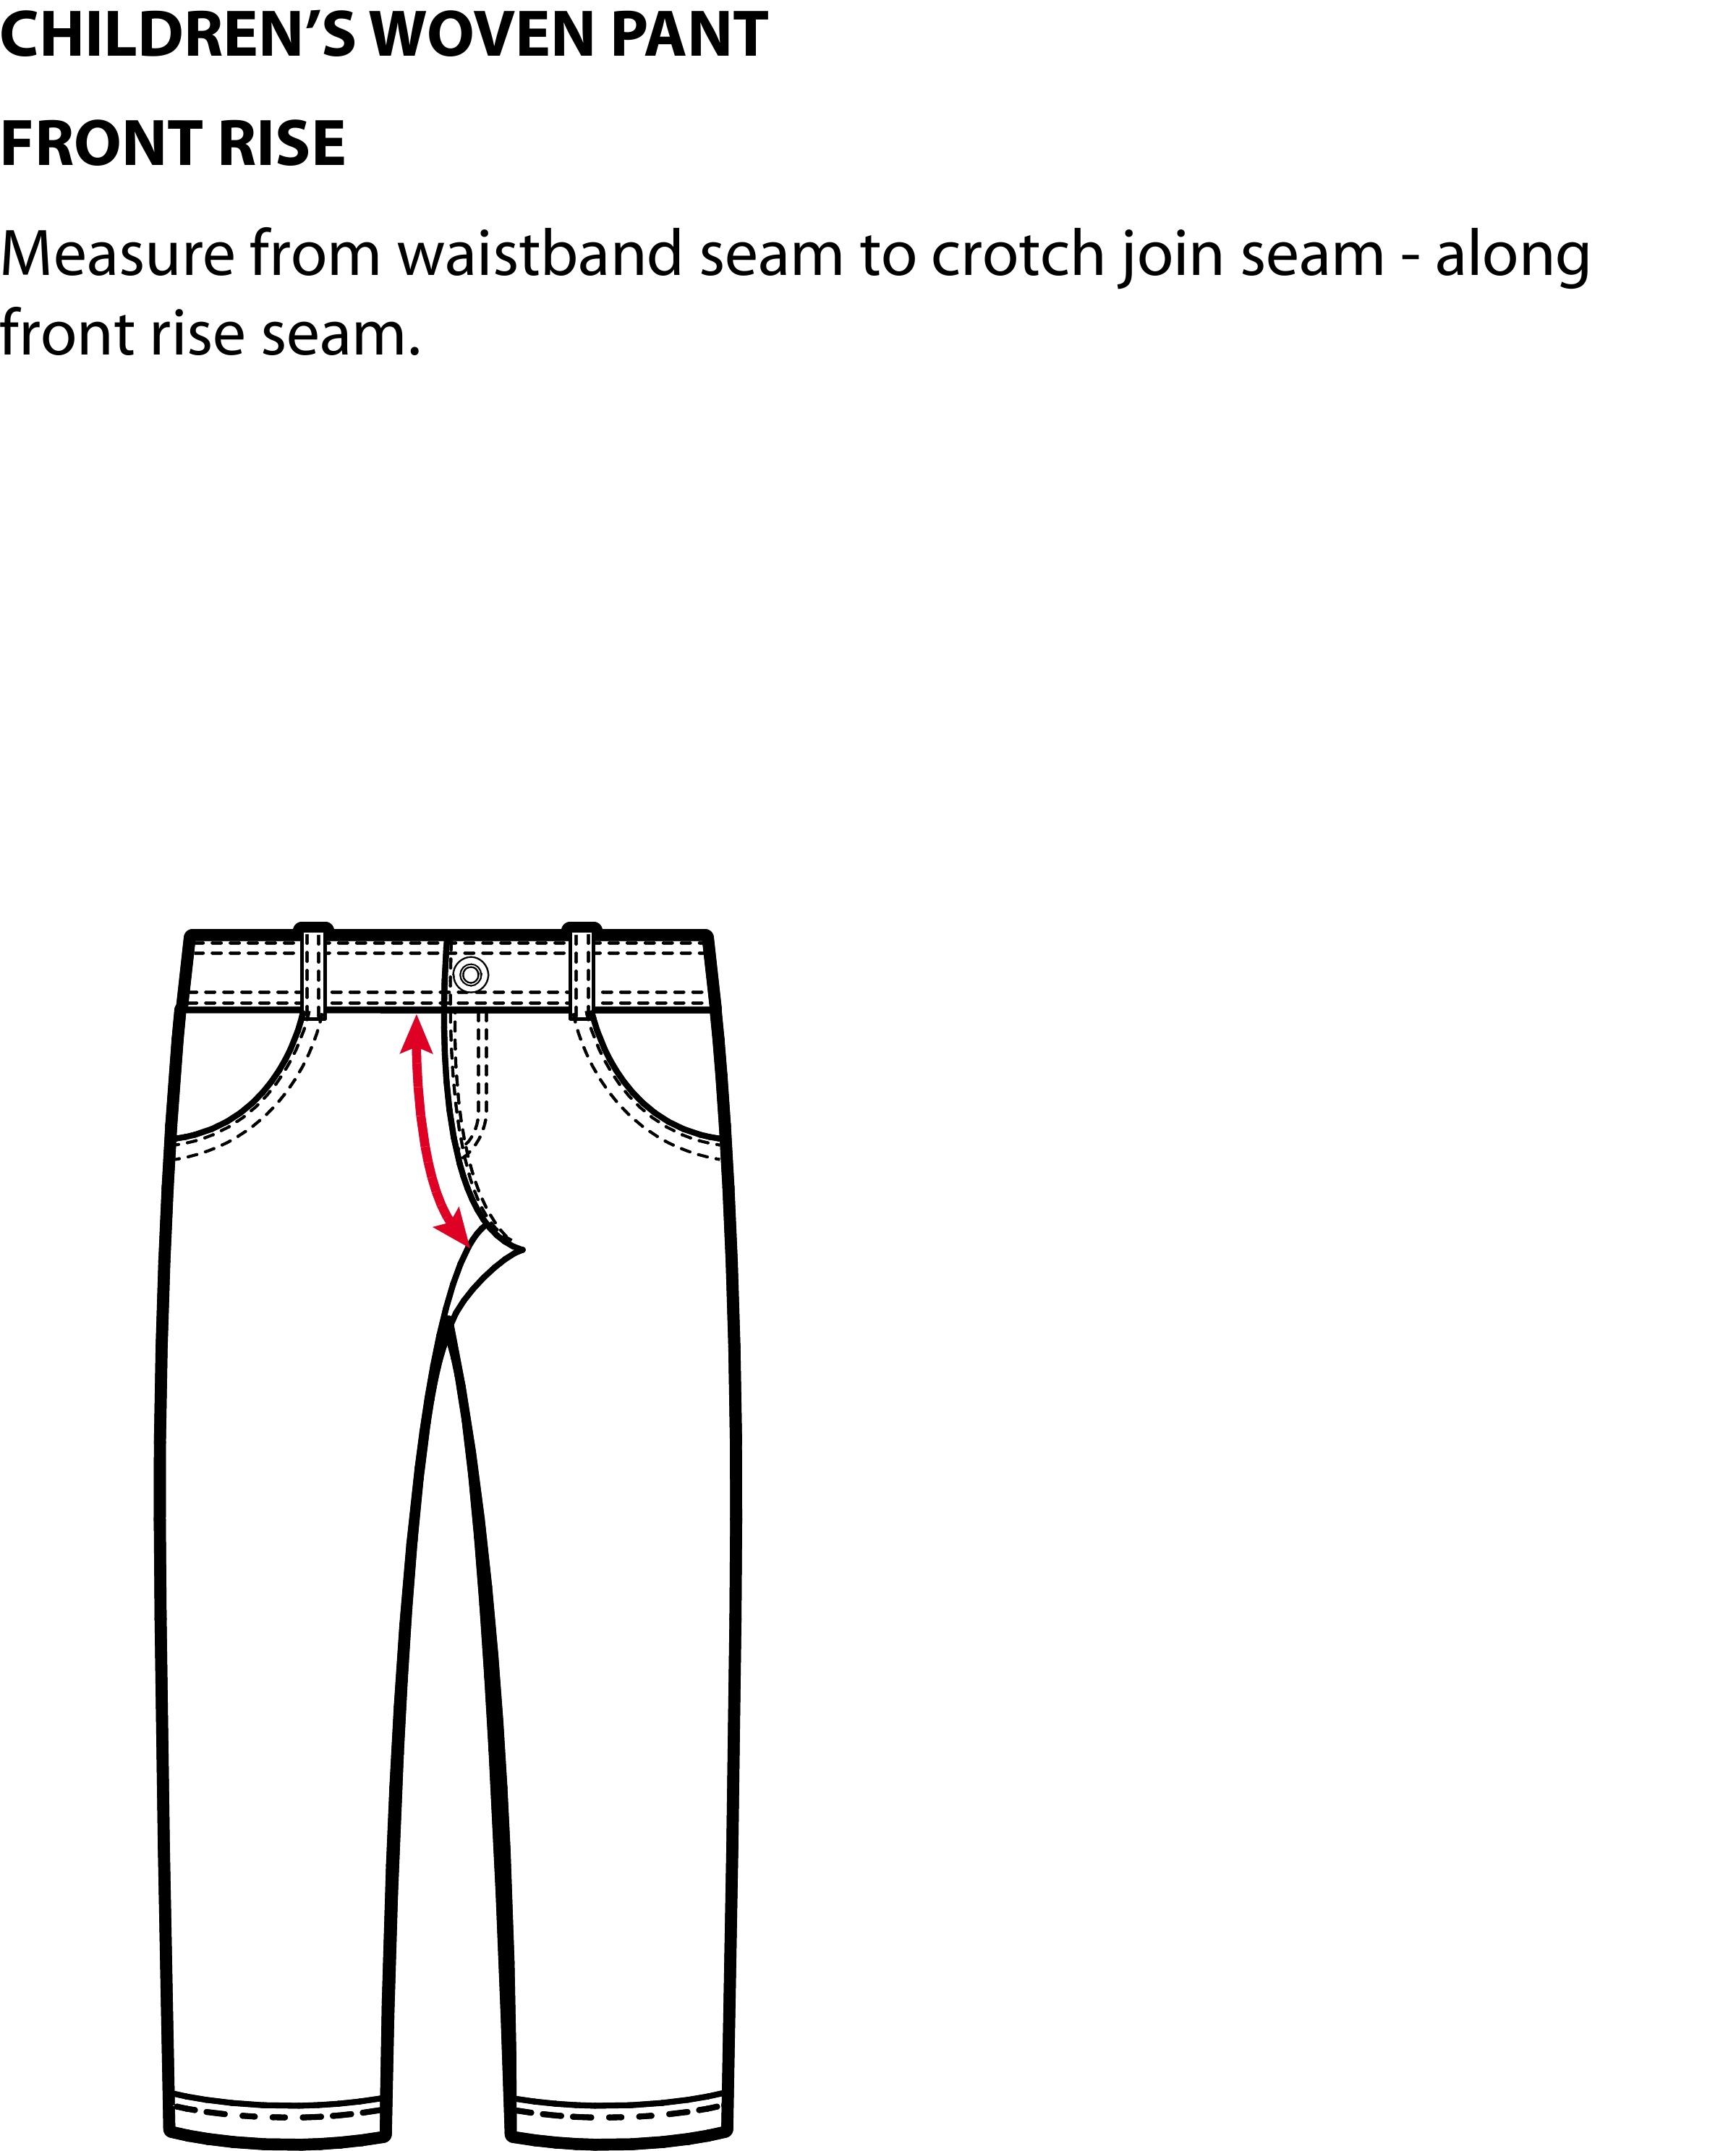 CHILDREN’S WOVEN PANT
FRONT RISE
Measure from waistband seam to crotch join seam - along
front rise seam.